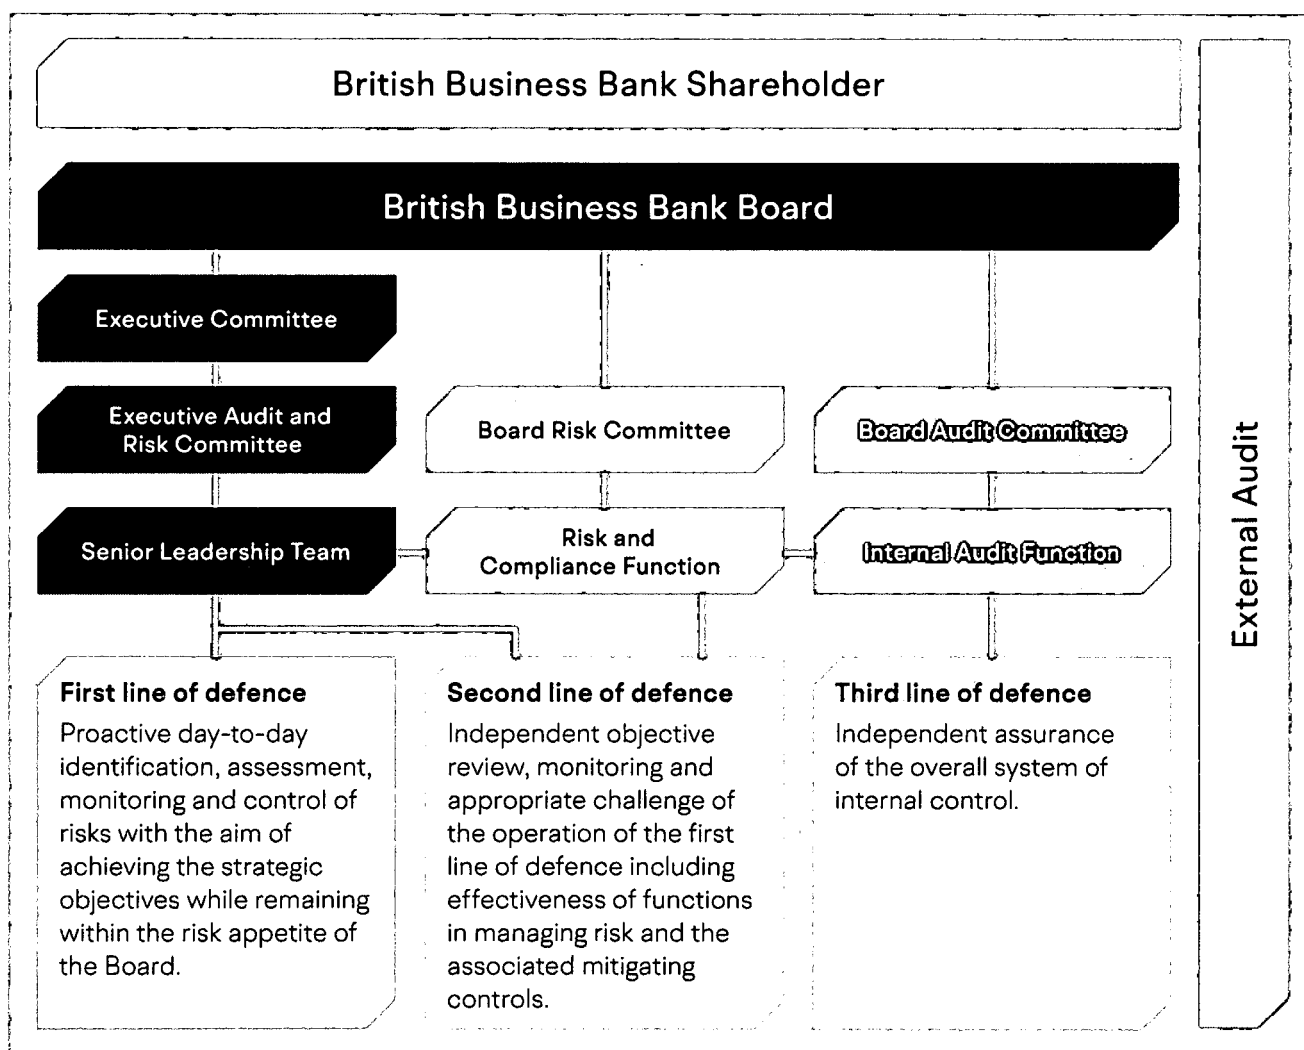 British Business Bank Shareholder
British Business Bank Board
Executive Committee
Executive Audit and
Risk Committee
Board Risk Committee
Board Audit Committee
Senior Leadership Team
Risk and
Compliance Function
Internal Audit Function
First line of defence
Proactive day-to-day
identification, assessment,
monitoring and control of
risks with the aim of
achieving the strategic
objectives while remaining
within the risk appetite of
the Board.
Second line of defence
Independent objective
review, monitoring and
appropriate challenge of
the operation of the first
line of defence including
effectiveness of functions
in managing risk and the
associated mitigating
controls.
Third line of defence
Independent assurance
of the overall system of
internal control.
External Audit